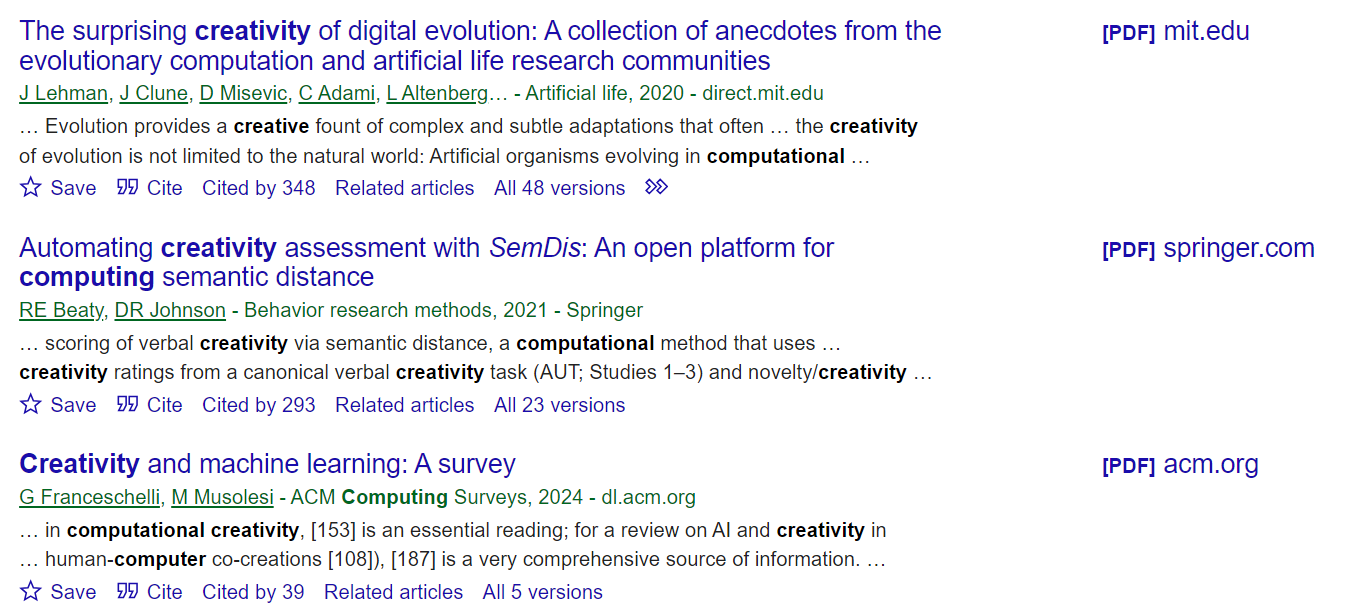 The surprising creativity of digital evolution: A collection of anecdotes from the [PDF] mit.edu
evolutionary computation and artificial life research communities
J Lehman, J Clune, D Misevic, C Adami, L Altenberg… - Artificial life, 2020 - direct.mit.edu
… Evolution provides a creative fount of complex and subtle adaptations that often … the creativity
of evolution is not limited to the natural world: Artificial organisms evolving in computational …
Save Cite Cited by 348 Related articles All 48 versions
Automating creativity assessment with SemDis: An open platform for [PDF] springer.com
computing semantic distance
RE Beaty, DR Johnson - Behavior research methods, 2021 - Springer
… scoring of verbal creativity via semantic distance, a computational method that uses …
creativity ratings from a canonical verbal creativity task (AUT; Studies 1–3) and novelty/creativity …
Save Cite Cited by 293 Related articles All 23 versions
Creativity and machine learning: A survey [PDF] acm.org
G Franceschelli, M Musolesi - ACM Computing Surveys, 2024 - dl.acm.org
… in computational creativity, [153] is an essential reading; for a review on AI and creativity in
… human-computer co-creations [108]), [187] is a very comprehensive source of information. …
Save Cite Cited by 39 Related articles All 5 versions